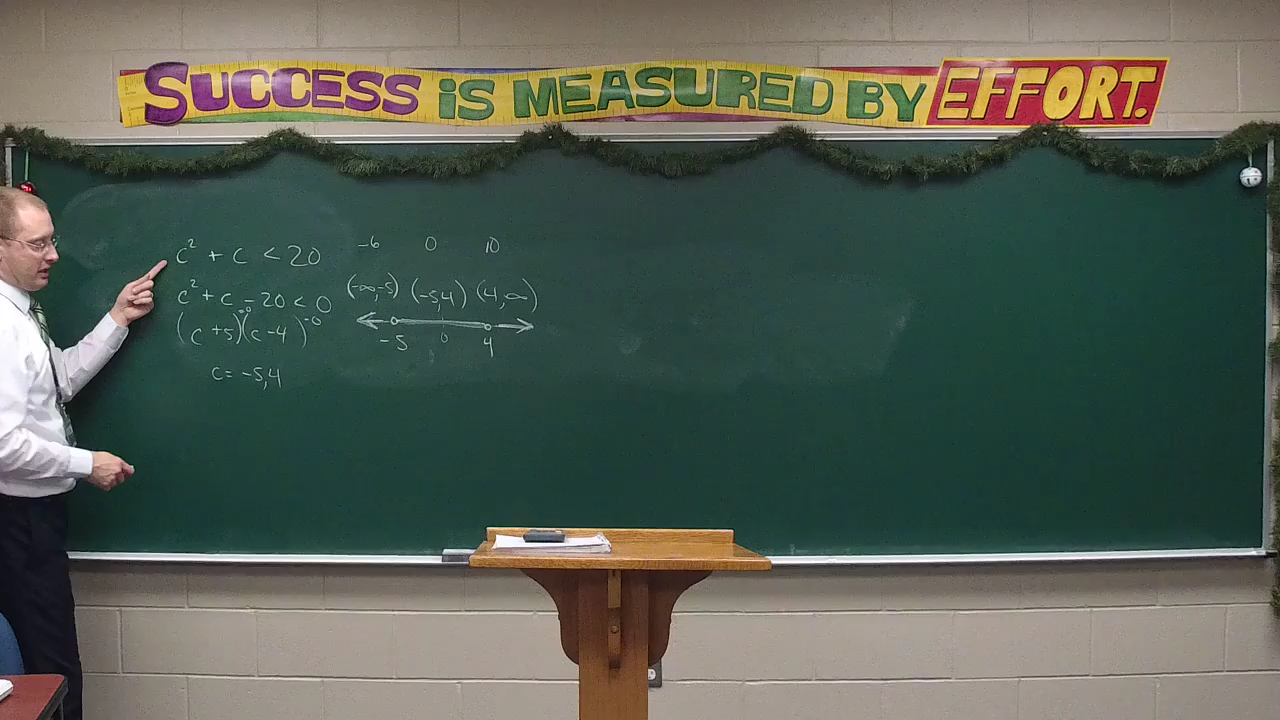 SUCCESS IS MEASURED BY EFFORT.
c² + c < 20
c² + c - 20 < 0
(c + 5)(c - 4)
c = -5,4
-6 0 10
(-∞,-5) (-5,4) (4,∞)
-5 0 4